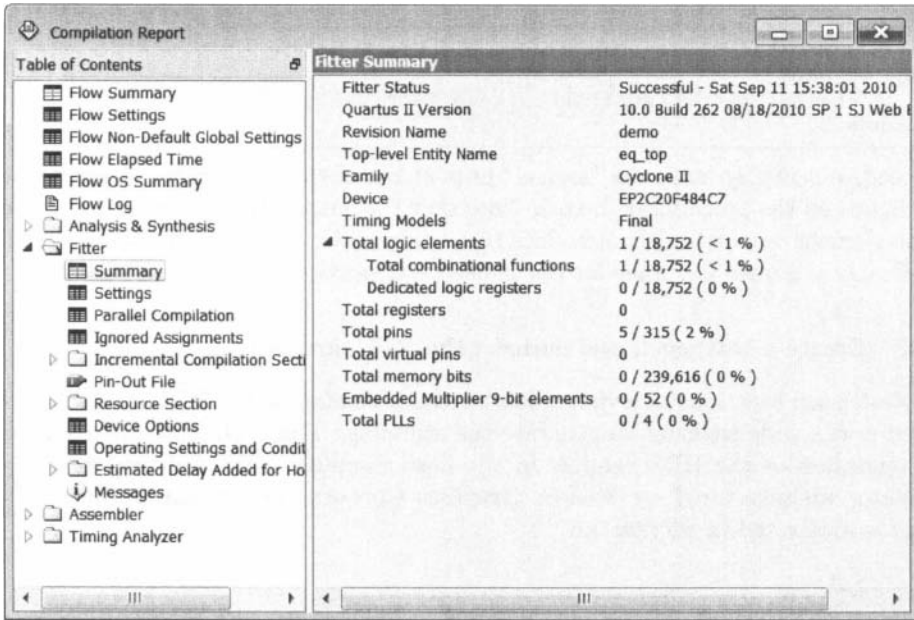 Compilation Report
Table of Contents
Flow Summary
Flow Settings
Flow Non-Default Global Settings
Flow Elapsed Time
Flow OS Summary
Flow Log
Analysis & Synthesis
Fitter
Summary
Settings
Parallel Compilation
Ignored Assignments
Incremental Compilation Secti
Pin-Out File
Resource Section
Device Options
Operating Settings and Condit
Estimated Delay Added for Ho
Messages
Assembler
Timing Analyzer
Fitter Summary
Fitter Status Successful - Sat Sep 11 15:38:01 2010
Quartus II Version 10.0 Build 262 08/18/2010 SP 1 SJ Web E
Revision Name demo
Top-level Entity Name eq_top
Family Cyclone II
Device EP2C20F484C7
Timing Models Final
Total logic elements 1 / 18,752 ( < 1 % )
Total combinational functions 1 / 18,752 ( < 1 % )
Dedicated logic registers 0 / 18,752 ( 0 % )
Total registers 0
Total pins 5 / 315 ( 2 % )
Total virtual pins 0
Total memory bits 0 / 239,616 ( 0 % )
Embedded Multiplier 9-bit elements 0 / 52 ( 0 % )
Total PLLs 0 / 4 ( 0 % )